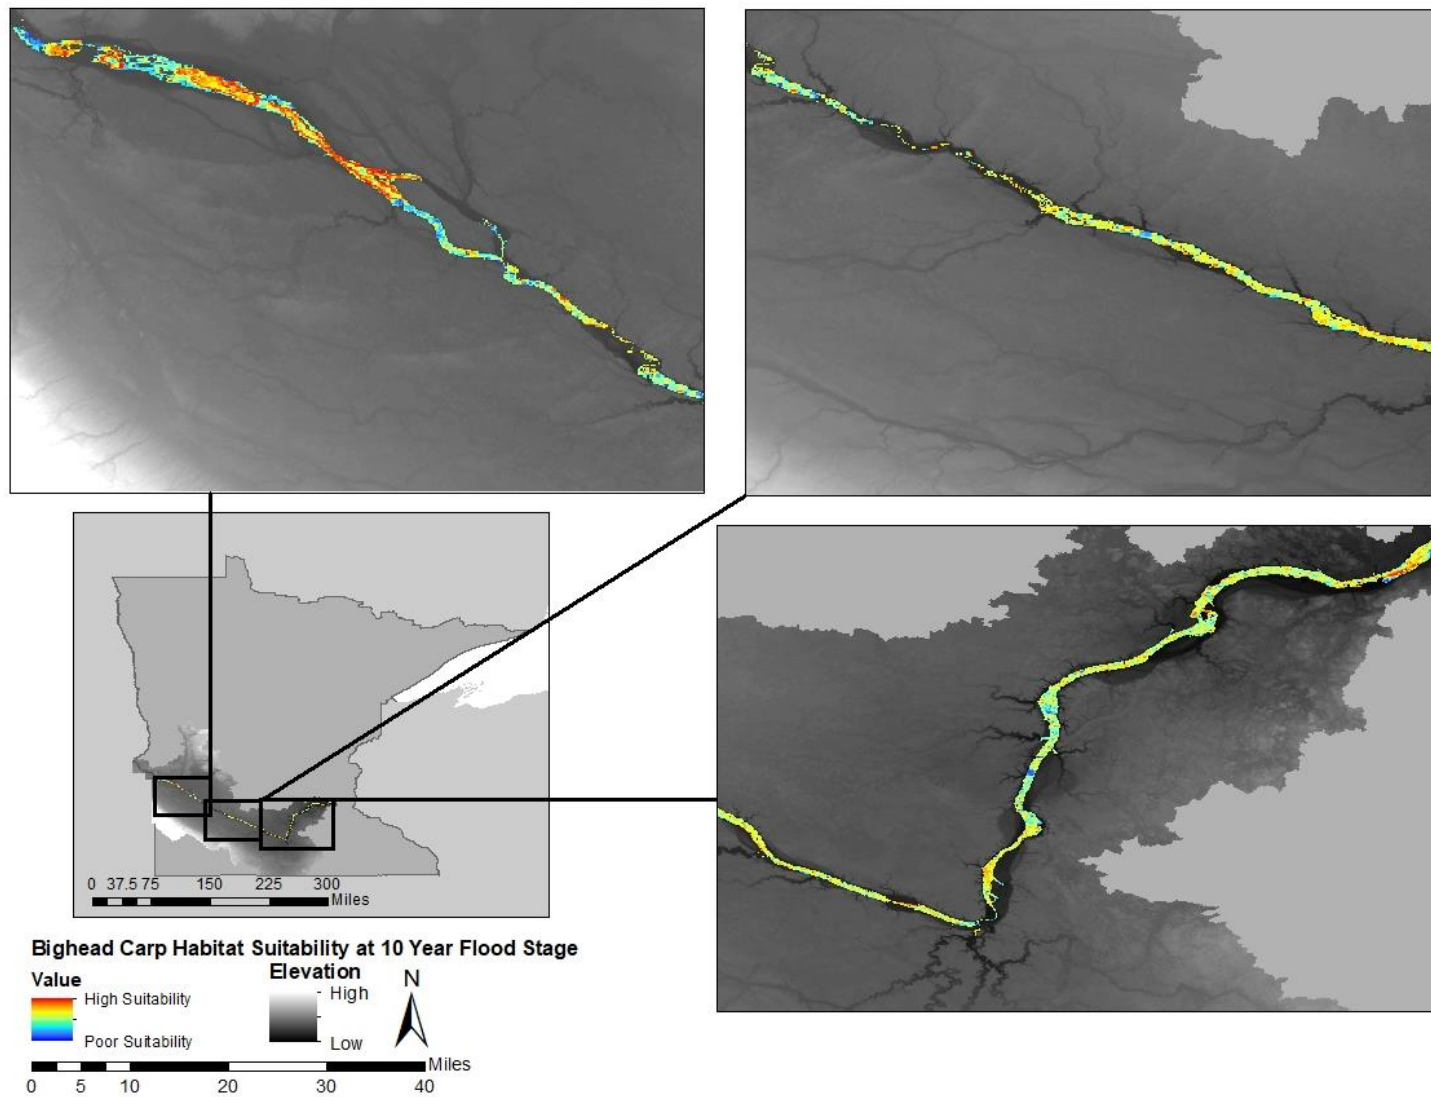 0 37.5 75 150 225 300
Miles
Bighead Carp Habitat Suitability at 10 Year Flood Stage
Value
High Suitability
Poor Suitability
Elevation
High
Low
N
Miles
0 5 10 20 30 40